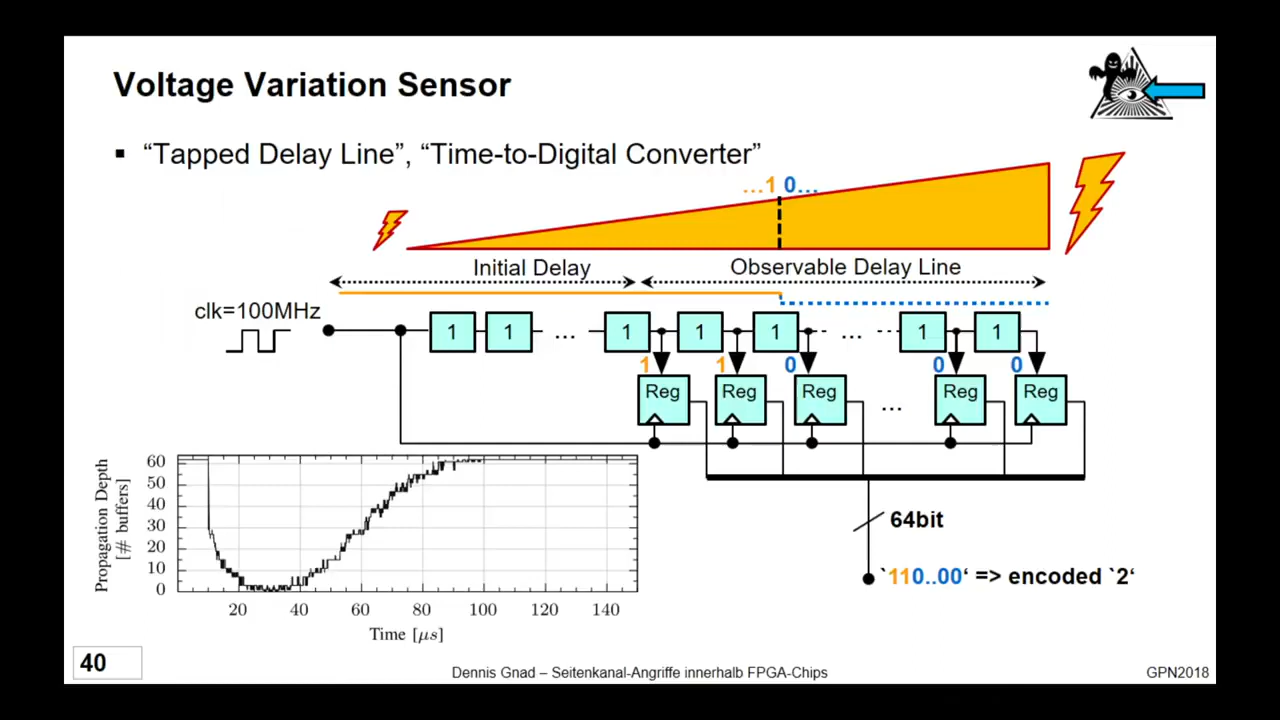 Voltage Variation Sensor
▪ “Tapped Delay Line”, “Time-to-Digital Converter”
…1 0…
Initial Delay
Observable Delay Line
clk=100MHz
1 1 … 1 1 1 … 1 1
1 1 0 0 0
Reg Reg Reg … Reg Reg
64bit
`110..00‘ => encoded `2‘
Propagation Depth
[# buffers]
60
50
40
30
20
10
0
20 40 60 80 100 120 140
Time [μs]
40
Dennis Gnad – Seitenkanal-Angriffe innerhalb FPGA-Chips
GPN2018